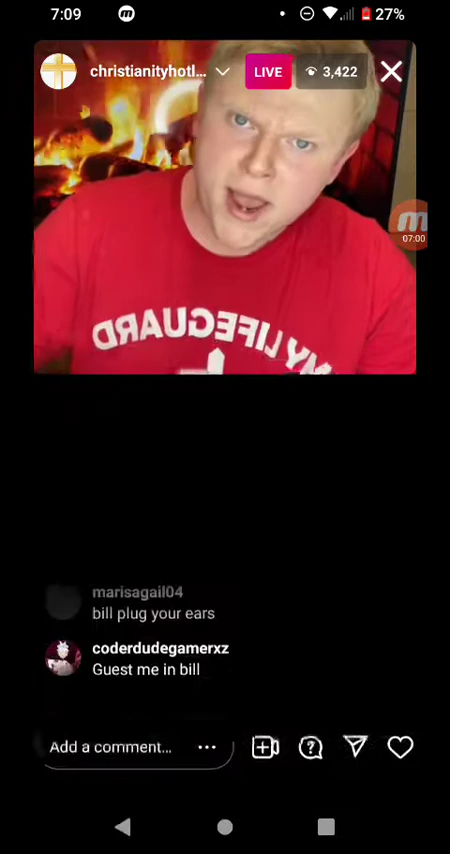 7:09
27%
christianityhotl...
LIVE
3,422
07:00
MY LIFEGUARD
marisagail04
bill plug your ears
coderdudegamerxz
Guest me in bill
Add a comment...